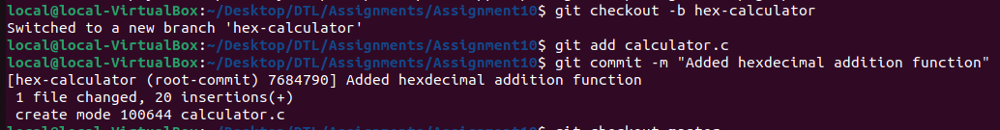 local@local-VirtualBox:~/Desktop/DTL/Assignments/Assignment10$ git checkout -b hex-calculator
Switched to a new branch 'hex-calculator'
local@local-VirtualBox:~/Desktop/DTL/Assignments/Assignment10$ git add calculator.c
local@local-VirtualBox:~/Desktop/DTL/Assignments/Assignment10$ git commit -m "Added hexdecimal addition function"
[hex-calculator (root-commit) 7684790] Added hexdecimal addition function
 1 file changed, 20 insertions(+)
 create mode 100644 calculator.c
local@local-VirtualBox:~/Desktop/DTL/Assignments/Assignment10$ git checkout master